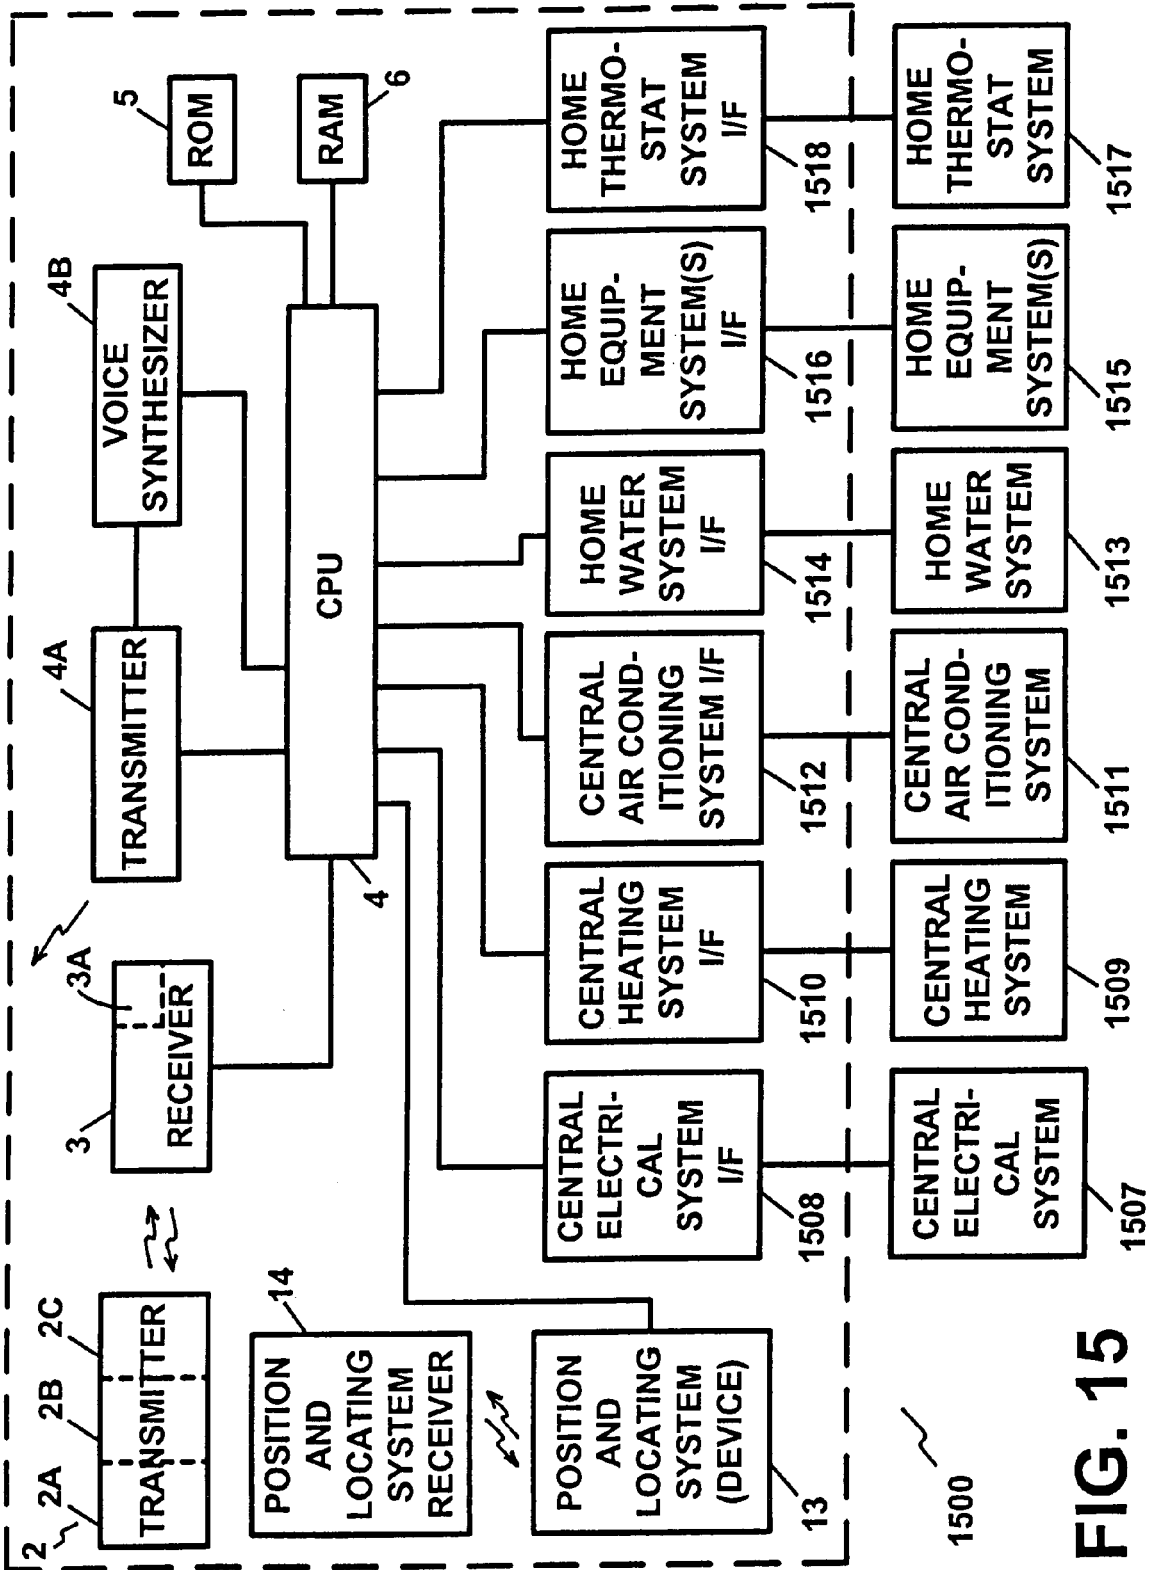 2
2A
2B
2C
TRANSMITTER
3
3A
RECEIVER
4A
TRANSMITTER
4B
VOICE
SYNTHESIZER
5
ROM
RAM
6
14
POSITION
AND
LOCATING
SYSTEM
RECEIVER
4
CPU
POSITION
AND
LOCATING
SYSTEM
(DEVICE)
13
CENTRAL
ELECTRI-
CAL
SYSTEM
I/F
1508
CENTRAL
HEATING
SYSTEM
I/F
1510
CENTRAL
AIR COND-
ITIONING
SYSTEM I/F
1512
HOME
WATER
SYSTEM
I/F
1514
HOME
EQUIP-
MENT
SYSTEM(S)
I/F
1516
HOME
THERMO-
STAT
SYSTEM
I/F
1518
CENTRAL
ELECTRI-
CAL
SYSTEM
1507
CENTRAL
HEATING
SYSTEM
1509
CENTRAL
AIR COND-
ITIONING
SYSTEM
1511
HOME
WATER
SYSTEM
1513
HOME
EQUIP-
MENT
SYSTEM(S)
1515
HOME
THERMO-
STAT
SYSTEM
1517
1500
FIG. 15